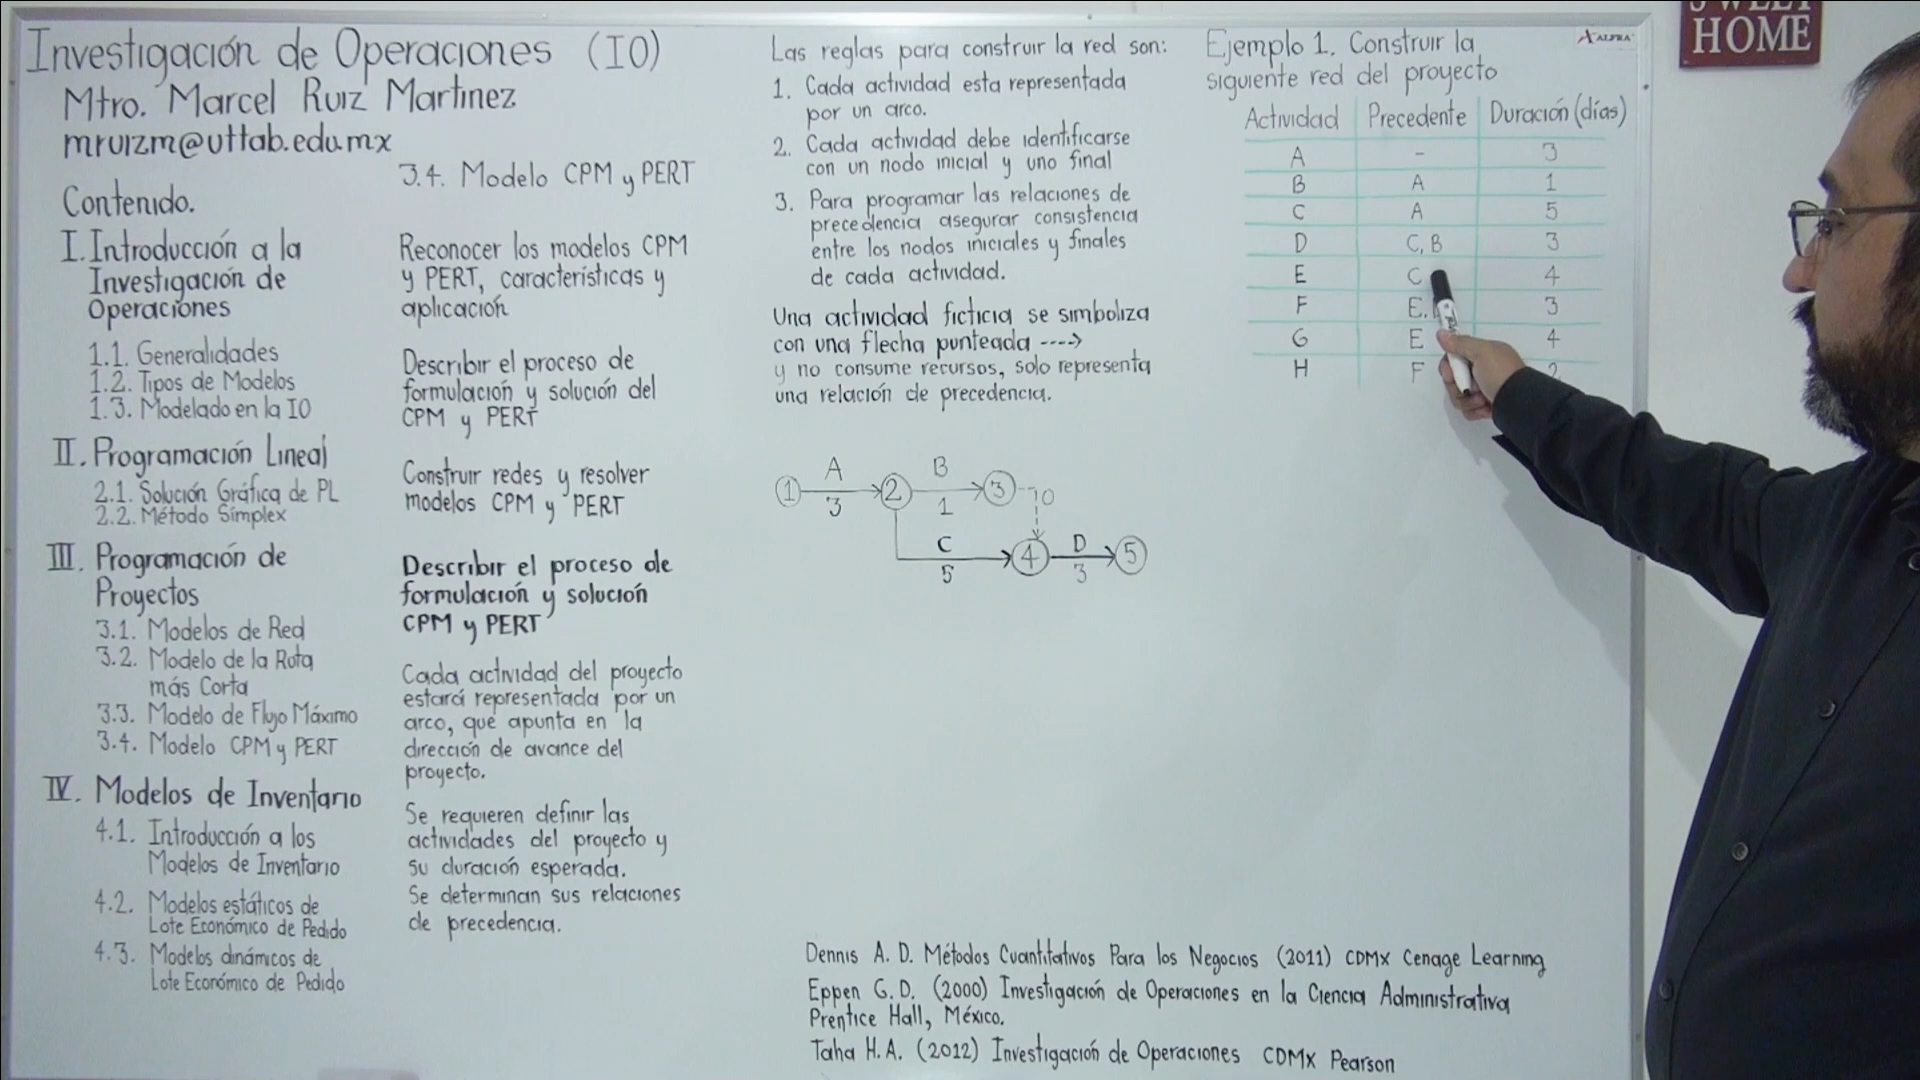 Investigación de Operaciones (IO)
Mtro. Marcel Ruiz Martínez
mruizm@uttab.edu.mx
Contenido.
I. Introducción a la
Investigación de
Operaciones
1.1. Generalidades
1.2. Tipos de Modelos
1.3. Modelado en la IO
II. Programación Lineal
2.1. Solución Gráfica de PL
2.2. Método Simplex
III. Programación de
Proyectos
3.1. Modelos de Red
3.2. Modelo de la Ruta
más Corta
3.3. Modelo de Flujo Máximo
3.4. Modelo CPM y PERT
IV. Modelos de Inventario
4.1. Introducción a los
Modelos de Inventario
4.2. Modelos estáticos de
Lote Económico de Pedido
4.3. Modelos dinámicos de
Lote Económico de Pedido
3.4. Modelo CPM y PERT
Reconocer los modelos CPM
y PERT, características y
aplicación
Describir el proceso de
formulación y solución del
CPM y PERT
Construir redes y resolver
modelos CPM y PERT
Describir el proceso de
formulación y solución
CPM y PERT
Cada actividad del proyecto
estará representada por un
arco, que apunta en la
dirección de avance del
proyecto.
Se requieren definir las
actividades del proyecto y
su duración esperada.
Se determinan sus relaciones
de precedencia.
Las reglas para construir la red son:
1. Cada actividad esta representada
por un arco.
2. Cada actividad debe identificarse
con un nodo inicial y uno final
3. Para programar las relaciones de
precedencia asegurar consistencia
entre los nodos iniciales y finales
de cada actividad.
Una actividad ficticia se simboliza
con una flecha punteada ---->
y no consume recursos, solo representa
una relación de precedencia.
A B
1 2 3 0
3 1
C D
4 5
5 3
Ejemplo 1. Construir la
siguiente red del proyecto
Actividad Precedente Duración (días)
A - 3
B A 1
C A 5
D C, B 3
E C 4
F E, 3
G E 4
H F 2
Dennis A. D. Métodos Cuantitativos Para los Negocios (2011) CDMX Cenage Learning
Eppen G. D. (2000) Investigación de Operaciones en la Ciencia Administrativa
Prentice Hall, México.
Taha H. A. (2012) Investigación de Operaciones CDMX Pearson
ALFRA
SWEET
HOME